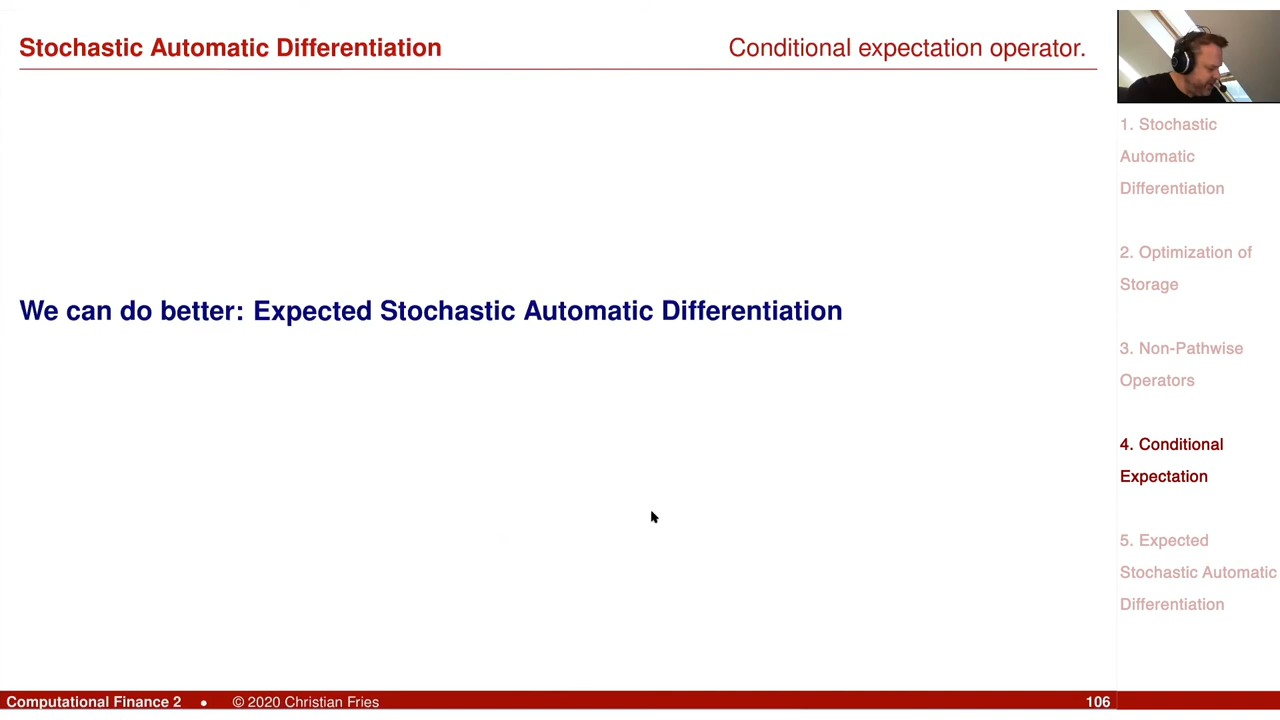 Stochastic Automatic Differentiation
Conditional expectation operator.
We can do better: Expected Stochastic Automatic Differentiation
1. Stochastic
Automatic
Differentiation
2. Optimization of
Storage
3. Non-Pathwise
Operators
4. Conditional
Expectation
5. Expected
Stochastic Automatic
Differentiation
Computational Finance 2 • © 2020 Christian Fries
106